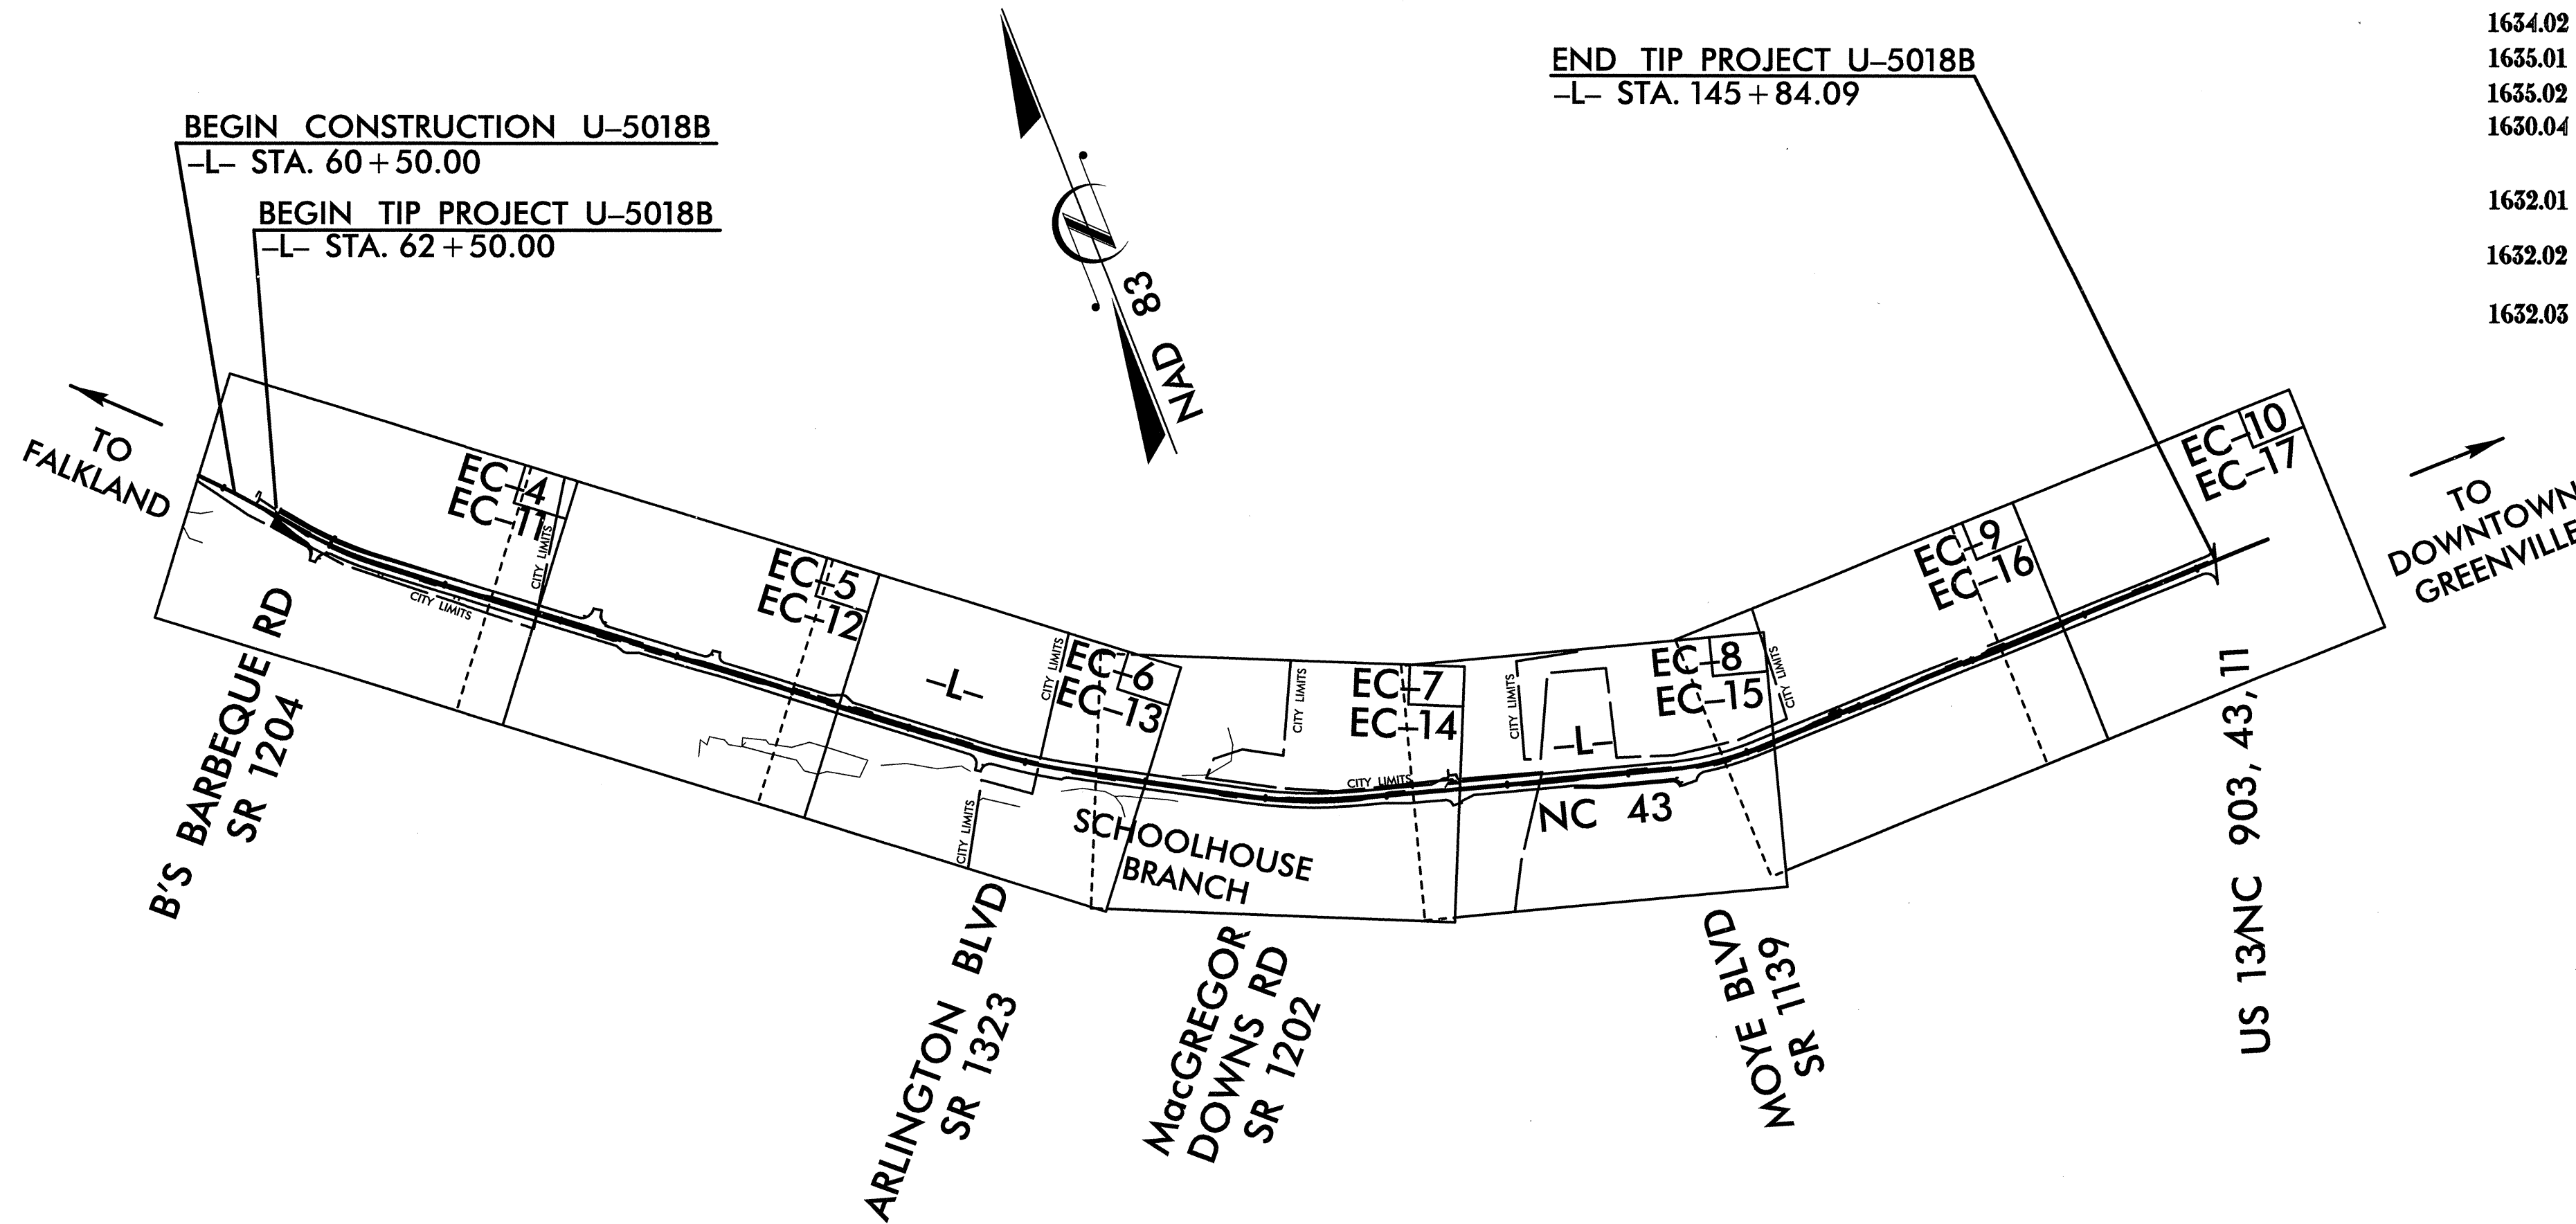 1634.02
1635.01
1635.02
1630.04
1632.01
1632.02
1632.03
END TIP PROJECT U–5018B
–L– STA. 145+84.09
BEGIN CONSTRUCTION U–5018B
–L– STA. 60+50.00
BEGIN TIP PROJECT U–5018B
–L– STA. 62+50.00
NAD 83
TO
FALKLAND
TO
DOWNTOWN
GREENVILLE
EC–4
EC–11
CITY LIMITS
CITY LIMITS
EC–5
EC–12
–L–
CITY LIMITS
EC–6
EC–13
CITY LIMITS
CITY LIMITS
EC–7
EC–14
CITY LIMITS
CITY LIMITS
–L–
EC–8
EC–15
CITY LIMITS
EC–9
EC–16
EC–10
EC–17
NC 43
SCHOOLHOUSE
BRANCH
B'S BARBEQUE RD
SR 1204
ARLINGTON BLVD
SR 1323
MacGREGOR
DOWNS RD
SR 1202
MOYE BLVD
SR 1139
US 13/NC 903, 43, 11